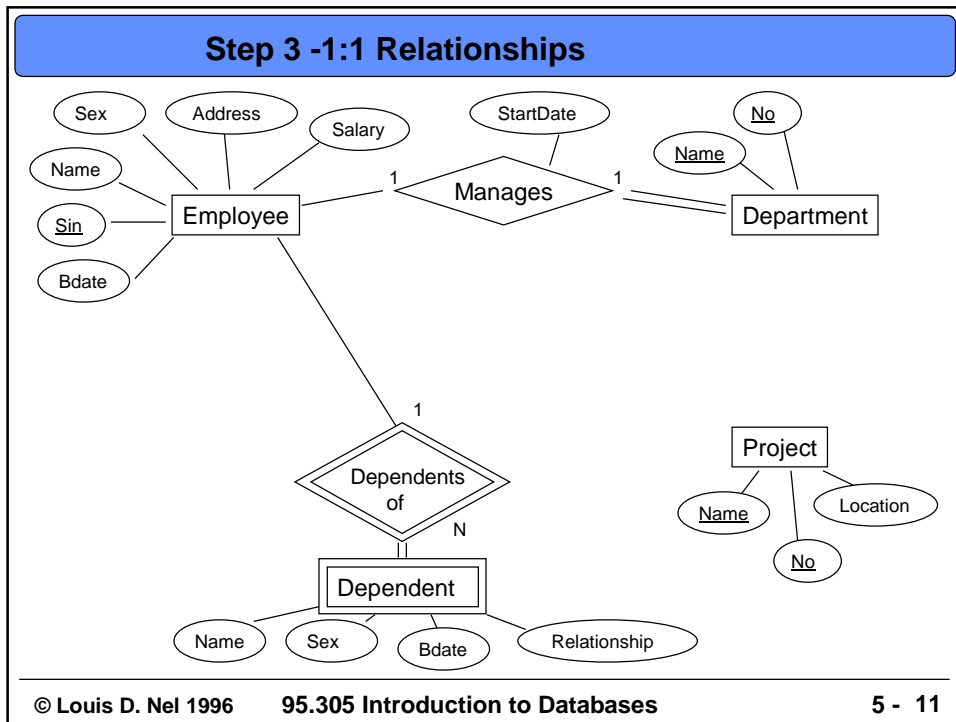 Step 3 -1:1 Relationships
Sex
Address
Salary
StartDate
No
Name
Name
1
Manages
1
Sin
Employee
Department
Bdate
1
Dependents
of
N
Project
Name
Location
No
Dependent
Name
Sex
Bdate
Relationship
© Louis D. Nel 1996 95.305 Introduction to Databases 5 - 11